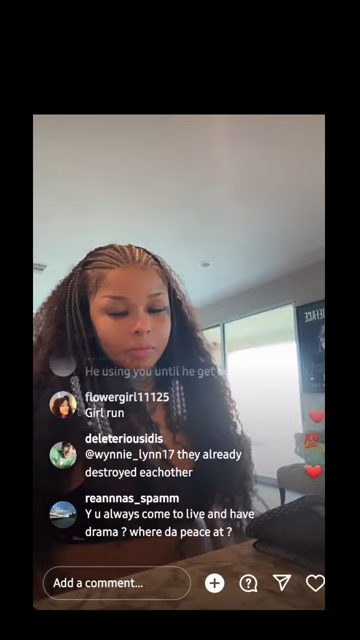 He using you until he get
flowergirl11125
Girl run
deleteriousidis
@wynnie_lynn17 they already
destroyed eachother
reannnas_spamm
Y u always come to live and have
drama ? where da peace at ?
Add a comment...